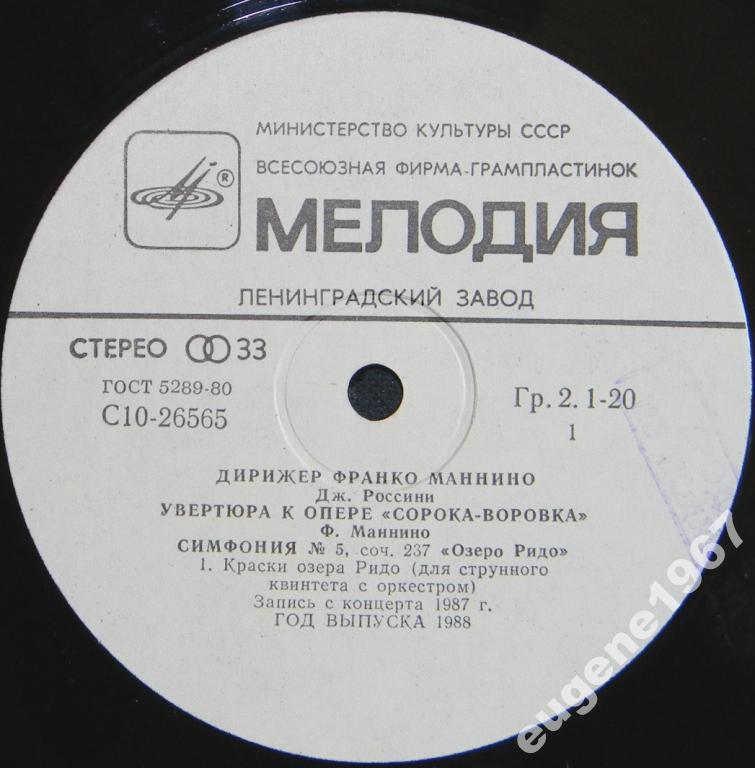 МИНИСТЕРСТВО КУЛЬТУРЫ СССР
ВСЕСОЮЗНАЯ ФИРМА-ГРАМПЛАСТИНОК
®
МЕЛОДИЯ
ЛЕНИНГРАДСКИЙ ЗАВОД
СТЕРЕО 33
ГОСТ 5289-80
С10-26565
Гр. 2. 1-20
1
ДИРИЖЕР ФРАНКО МАННИНО
Дж. Россини
УВЕРТЮРА К ОПЕРЕ «СОРОКА-ВОРОВКА»
Ф. Маннино
СИМФОНИЯ № 5, соч. 237 «Озеро Ридо»
1. Краски озера Ридо (для струнного
квинтета с оркестром)
Запись с концерта 1987 г.
ГОД ВЫПУСКА 1988
eugene1967